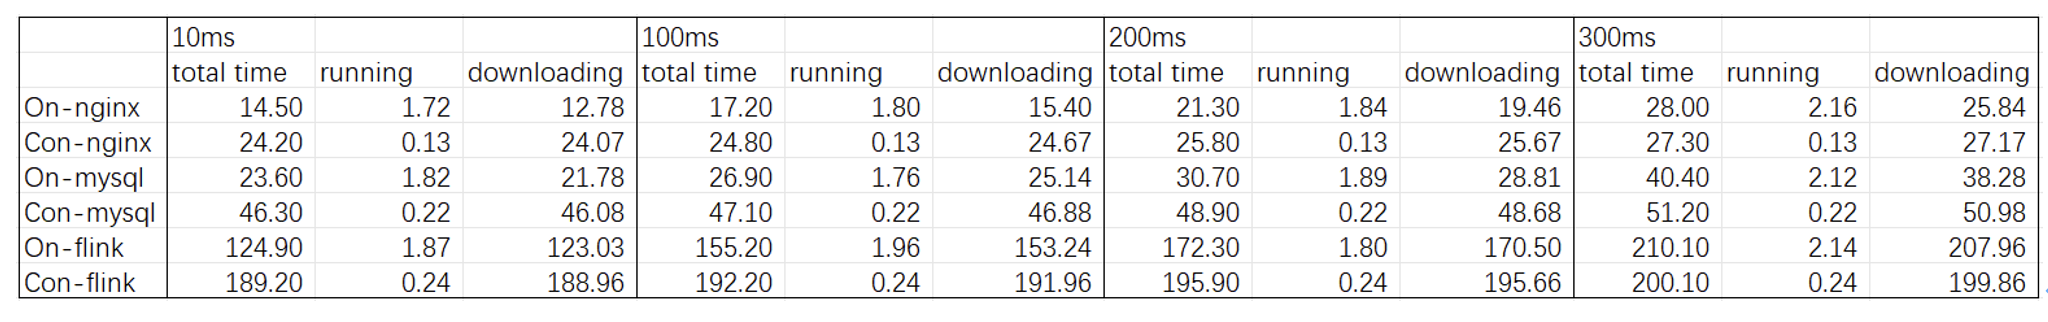 10ms 100ms 200ms 300ms
total time running downloading total time running downloading total time running downloading total time running downloading
On-nginx 14.50 1.72 12.78 17.20 1.80 15.40 21.30 1.84 19.46 28.00 2.16 25.84
Con-nginx 24.20 0.13 24.07 24.80 0.13 24.67 25.80 0.13 25.67 27.30 0.13 27.17
On-mysql 23.60 1.82 21.78 26.90 1.76 25.14 30.70 1.89 28.81 40.40 2.12 38.28
Con-mysql 46.30 0.22 46.08 47.10 0.22 46.88 48.90 0.22 48.68 51.20 0.22 50.98
On-flink 124.90 1.87 123.03 155.20 1.96 153.24 172.30 1.80 170.50 210.10 2.14 207.96
Con-flink 189.20 0.24 188.96 192.20 0.24 191.96 195.90 0.24 195.66 200.10 0.24 199.86